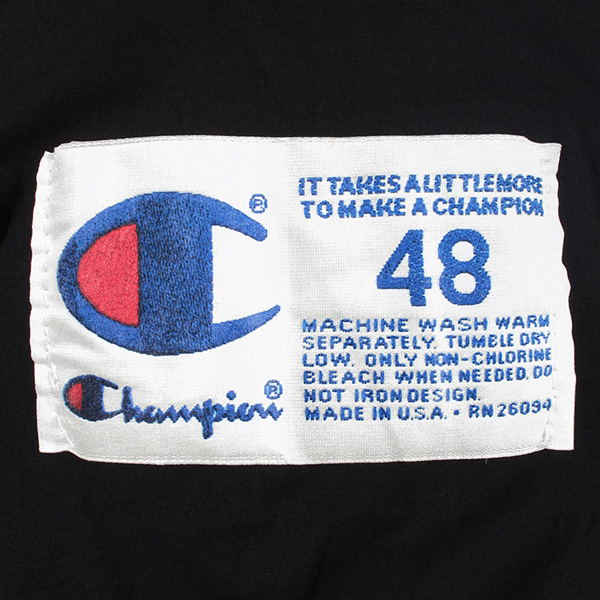 ®
Champion®
IT TAKES A LITTLE MORE
TO MAKE A CHAMPION
48
MACHINE WASH WARM
SEPARATELY. TUMBLE DRY
LOW. ONLY NON-CHLORINE
BLEACH WHEN NEEDED. DO
NOT IRON DESIGN.
MADE IN U.S.A. • RN 26094